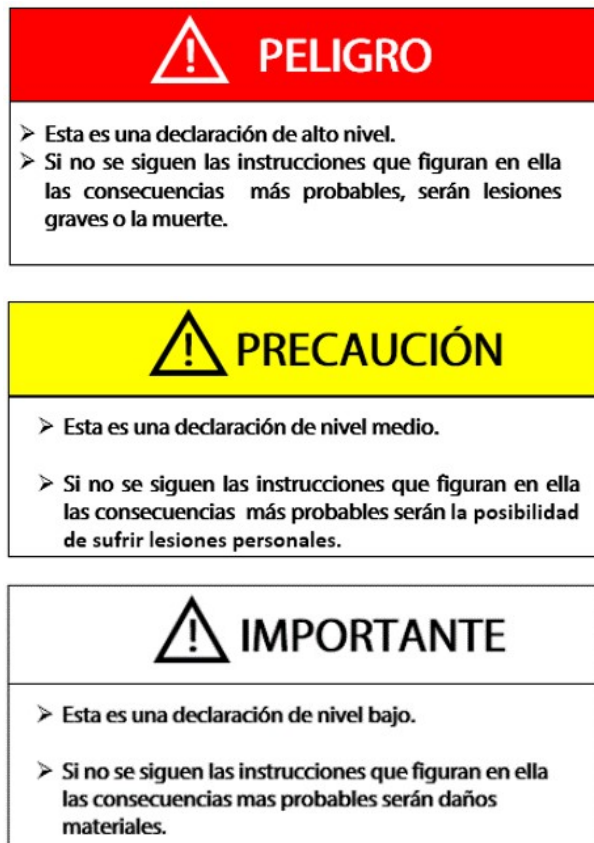 PELIGRO
➢ Esta es una declaración de alto nivel.
➢ Si no se siguen las instrucciones que figuran en ella
las consecuencias más probables, serán lesiones
graves o la muerte.
PRECAUCIÓN
➢ Esta es una declaración de nivel medio.
➢ Si no se siguen las instrucciones que figuran en ella
las consecuencias más probables serán la posibilidad
de sufrir lesiones personales.
IMPORTANTE
➢ Esta es una declaración de nivel bajo.
➢ Si no se siguen las instrucciones que figuran en ella
las consecuencias mas probables serán daños
materiales.